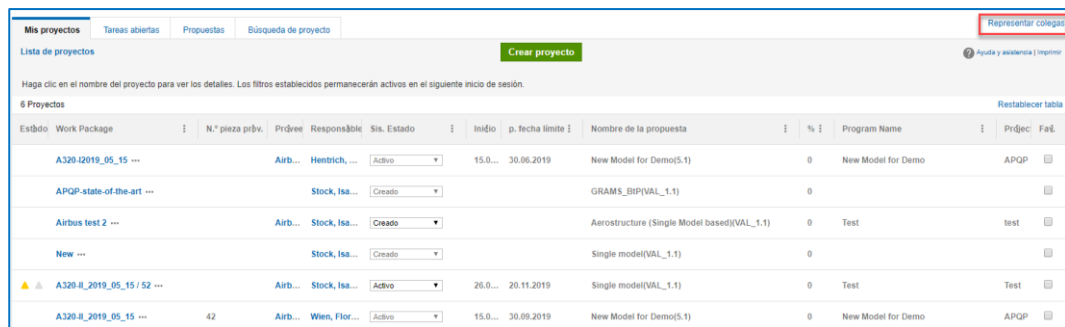 Mis proyectos Tareas abiertas Propuestas Búsqueda de proyecto Representar colegas
Lista de proyectos Crear proyecto ? Ayuda y asistencia | Imprimir
Haga clic en el nombre del proyecto para ver los detalles. Los filtros establecidos permanecerán activos en el siguiente inicio de sesión.
6 Proyectos Restablecer tabla
Estado Work Package N.º pieza prov. Provee Responsable Sis. Estado Inicio p. fecha límite Nombre de la propuesta % Program Name Project Fav.
A320-I2019_05_15 ... Airb... Hentrich, ... Activo 15.0... 30.06.2019 New Model for Demo(5.1) 0 New Model for Demo APQP
APQP-state-of-the-art ... Stock, Isa... Creado GRAMS_BtP(VAL_1.1) 0
Airbus test 2 ... Airb... Stock, Isa... Creado Aerostructure (Single Model based)(VAL_1.1) 0 Test test
New ... Stock, Isa... Creado Single model(VAL_1.1) 0
A320-II_2019_05_15 / 52 ... Airb... Stock, Isa... Activo 26.0... 20.11.2019 Single model(VAL_1.1) 0 Test Test
A320-II_2019_05_15 ... 42 Airb... Wien, Flor... Activo 15.0... 30.09.2019 New Model for Demo(5.1) 0 New Model for Demo APQP